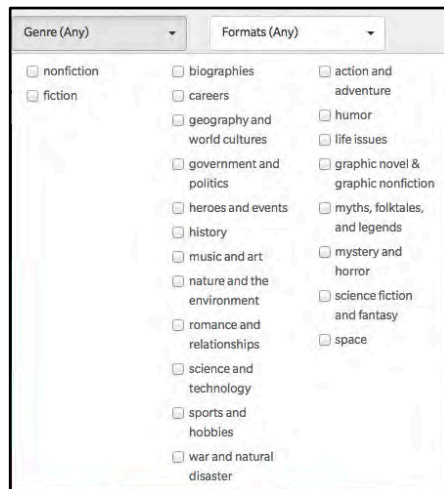 Genre (Any)
Formats (Any)
nonfiction
fiction
biographies
careers
geography and
world cultures
government and
politics
heroes and events
history
music and art
nature and the
environment
romance and
relationships
science and
technology
sports and
hobbies
war and natural
disaster
action and
adventure
humor
life issues
graphic novel &
graphic nonfiction
myths, folktales,
and legends
mystery and
horror
science fiction
and fantasy
space